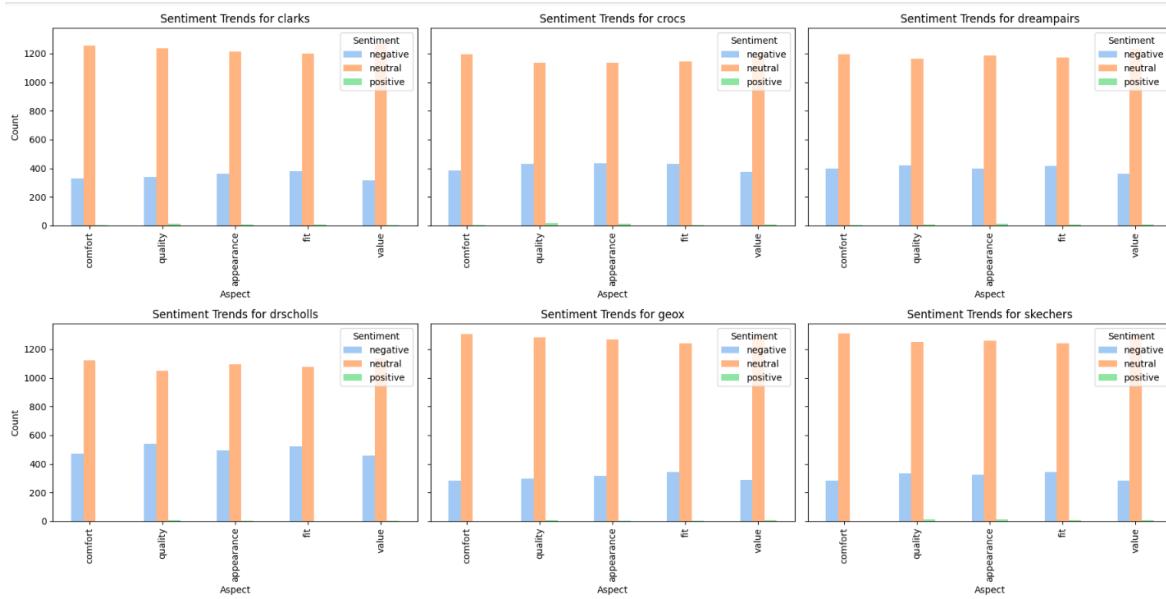 Sentiment Trends for clarks
Sentiment
negative
neutral
positive
1200
1000
800
600
400
200
0
Count
comfort
quality
appearance
fit
value
Aspect
Sentiment Trends for crocs
Sentiment
negative
neutral
positive
comfort
quality
appearance
fit
value
Aspect
Sentiment Trends for dreampairs
Sentiment
negative
neutral
positive
comfort
quality
appearance
fit
value
Aspect
Sentiment Trends for drscholls
Sentiment
negative
neutral
positive
1200
1000
800
600
400
200
0
Count
comfort
quality
appearance
fit
value
Aspect
Sentiment Trends for geox
Sentiment
negative
neutral
positive
comfort
quality
appearance
fit
value
Aspect
Sentiment Trends for skechers
Sentiment
negative
neutral
positive
comfort
quality
appearance
fit
value
Aspect